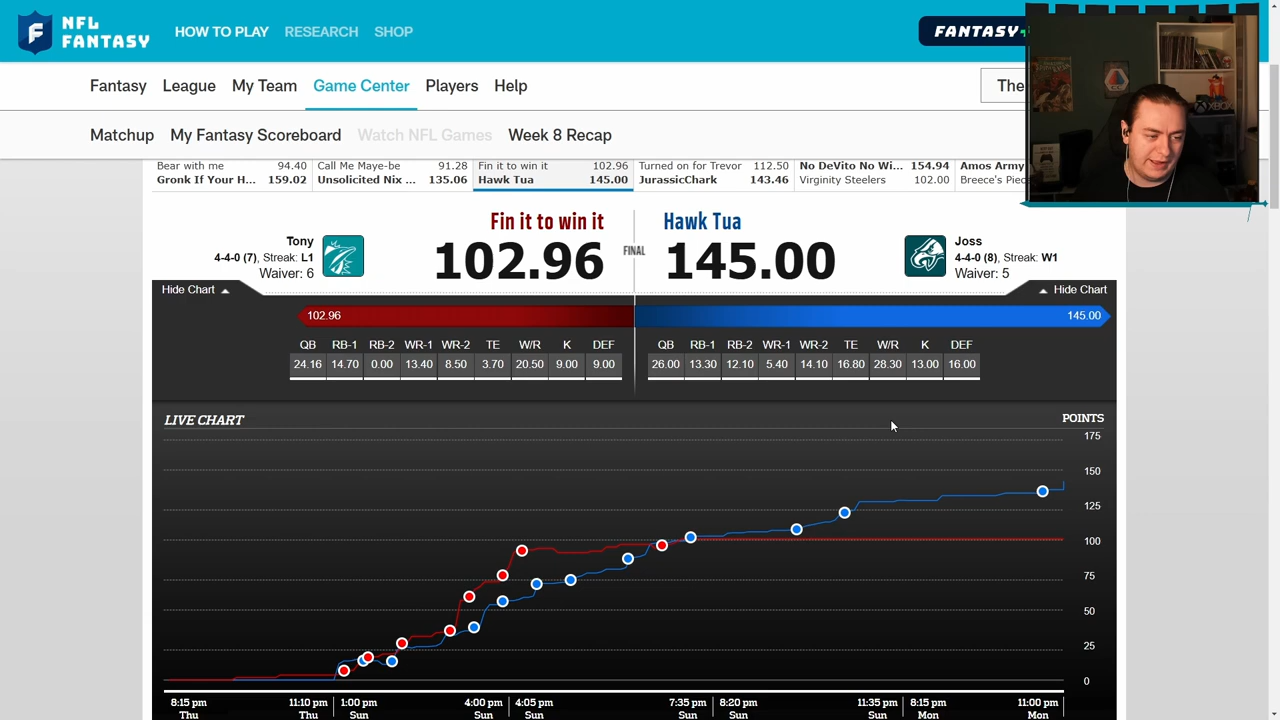 NFL FANTASY
HOW TO PLAY RESEARCH SHOP
FANTASY+
Fantasy League My Team Game Center Players Help
The
Matchup My Fantasy Scoreboard Watch NFL Games Week 8 Recap
Bear with me 94.40 Call Me Maye-be 91.28 Fin it to win it 102.96 Turned on for Trevor 112.50 No DeVito No Wi... 154.94 Amos Army
Gronk If Your H... 159.02 Unsolicited Nix ... 135.06 Hawk Tua 145.00 JurassicChark 143.46 Virginity Steelers 102.00 Breece's Piec
Fin it to win it Hawk Tua
Tony 102.96 FINAL 145.00 Joss
4-4-0 (7), Streak: L1 4-4-0 (8), Streak: W1
Waiver: 6 Waiver: 5
Hide Chart Hide Chart
102.96 145.00
QB RB-1 RB-2 WR-1 WR-2 TE W/R K DEF QB RB-1 RB-2 WR-1 WR-2 TE W/R K DEF
24.16 14.70 0.00 13.40 8.50 3.70 20.50 9.00 9.00 26.00 13.30 12.10 5.40 14.10 16.80 28.30 13.00 16.00
LIVE CHART POINTS
175
150
125
100
75
50
25
0
8:15 pm 11:10 pm 1:00 pm 4:00 pm 4:05 pm 7:35 pm 8:20 pm 11:35 pm 8:15 pm 11:00 pm
Thu Thu Sun Sun Sun Sun Sun Sun Mon Mon